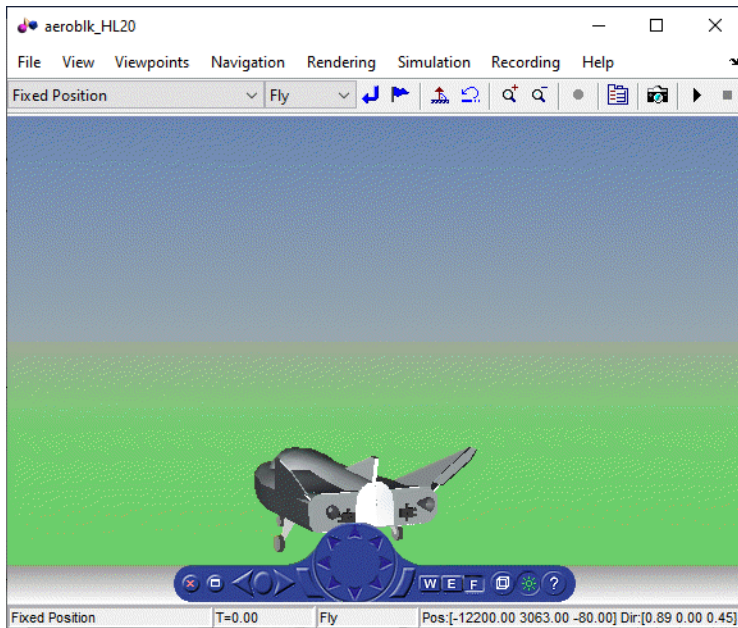 aeroblk_HL20
File View Viewpoints Navigation Rendering Simulation Recording Help
Fixed Position Fly
W E F ?
Fixed Position T=0.00 Fly Pos:[-12200.00 3063.00 -80.00] Dir:[0.89 0.00 0.45]